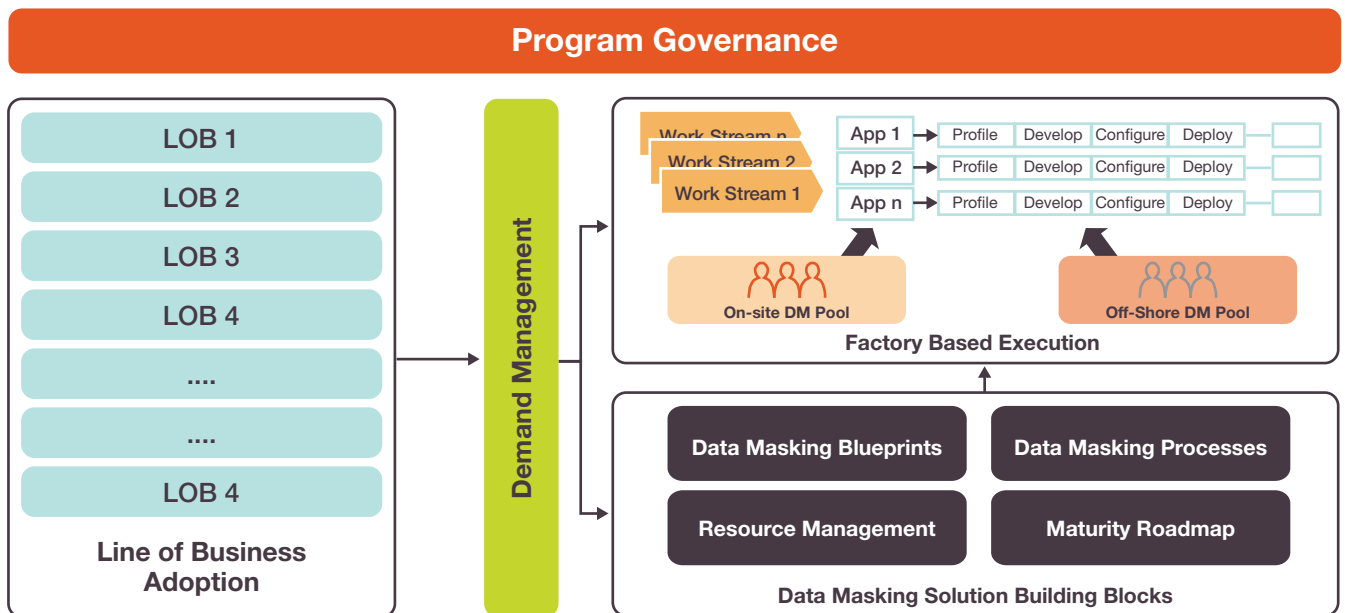 Program Governance
LOB 1
LOB 2
LOB 3
LOB 4
....
....
LOB 4
Line of Business
Adoption
Demand Management
Work Stream n
Work Stream 2
Work Stream 1
App 1
Profile
Develop
Configure
Deploy
App 2
Profile
Develop
Configure
Deploy
App n
Profile
Develop
Configure
Deploy
On-site DM Pool
Off-Shore DM Pool
Factory Based Execution
Data Masking Blueprints
Data Masking Processes
Resource Management
Maturity Roadmap
Data Masking Solution Building Blocks